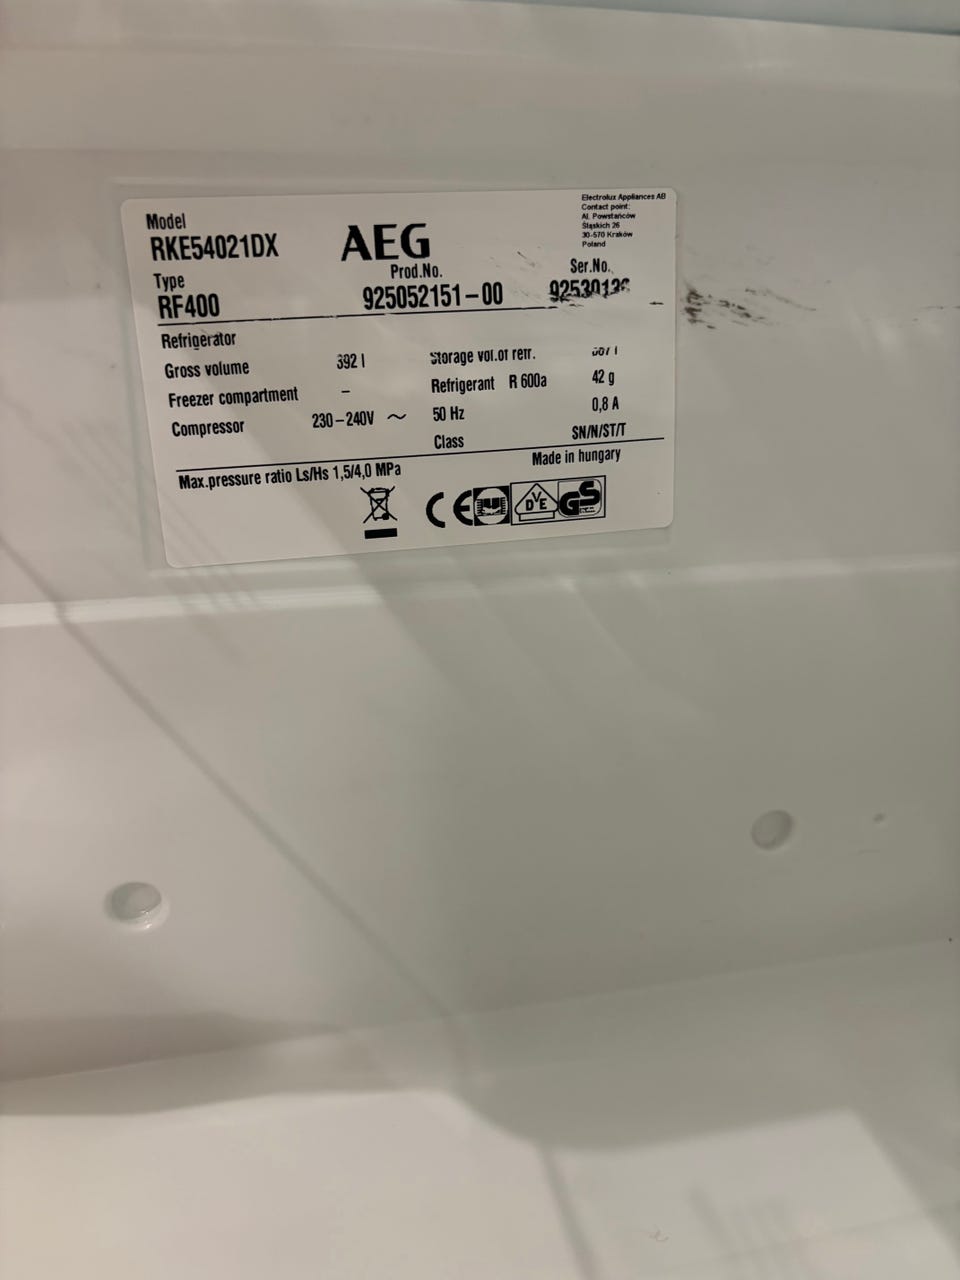 Model
RKE54021DX
AEG
Electrolux Appliances AB
Contact point:
Al. Powstańców
Śląskich 26
30-570 Kraków
Poland
Type
RF400
Prod.No.
925052151-00
Ser.No.
Refrigerator
Gross volume 392 l
Storage vol.of refr.
Freezer compartment –
Refrigerant R 600a 42 g
Compressor 230-240V ~ 50 Hz 0,8 A
Class SN/N/ST/T
Max.pressure ratio Ls/Hs 1,5/4,0 MPa
Made in hungary
CE
DVE
GS